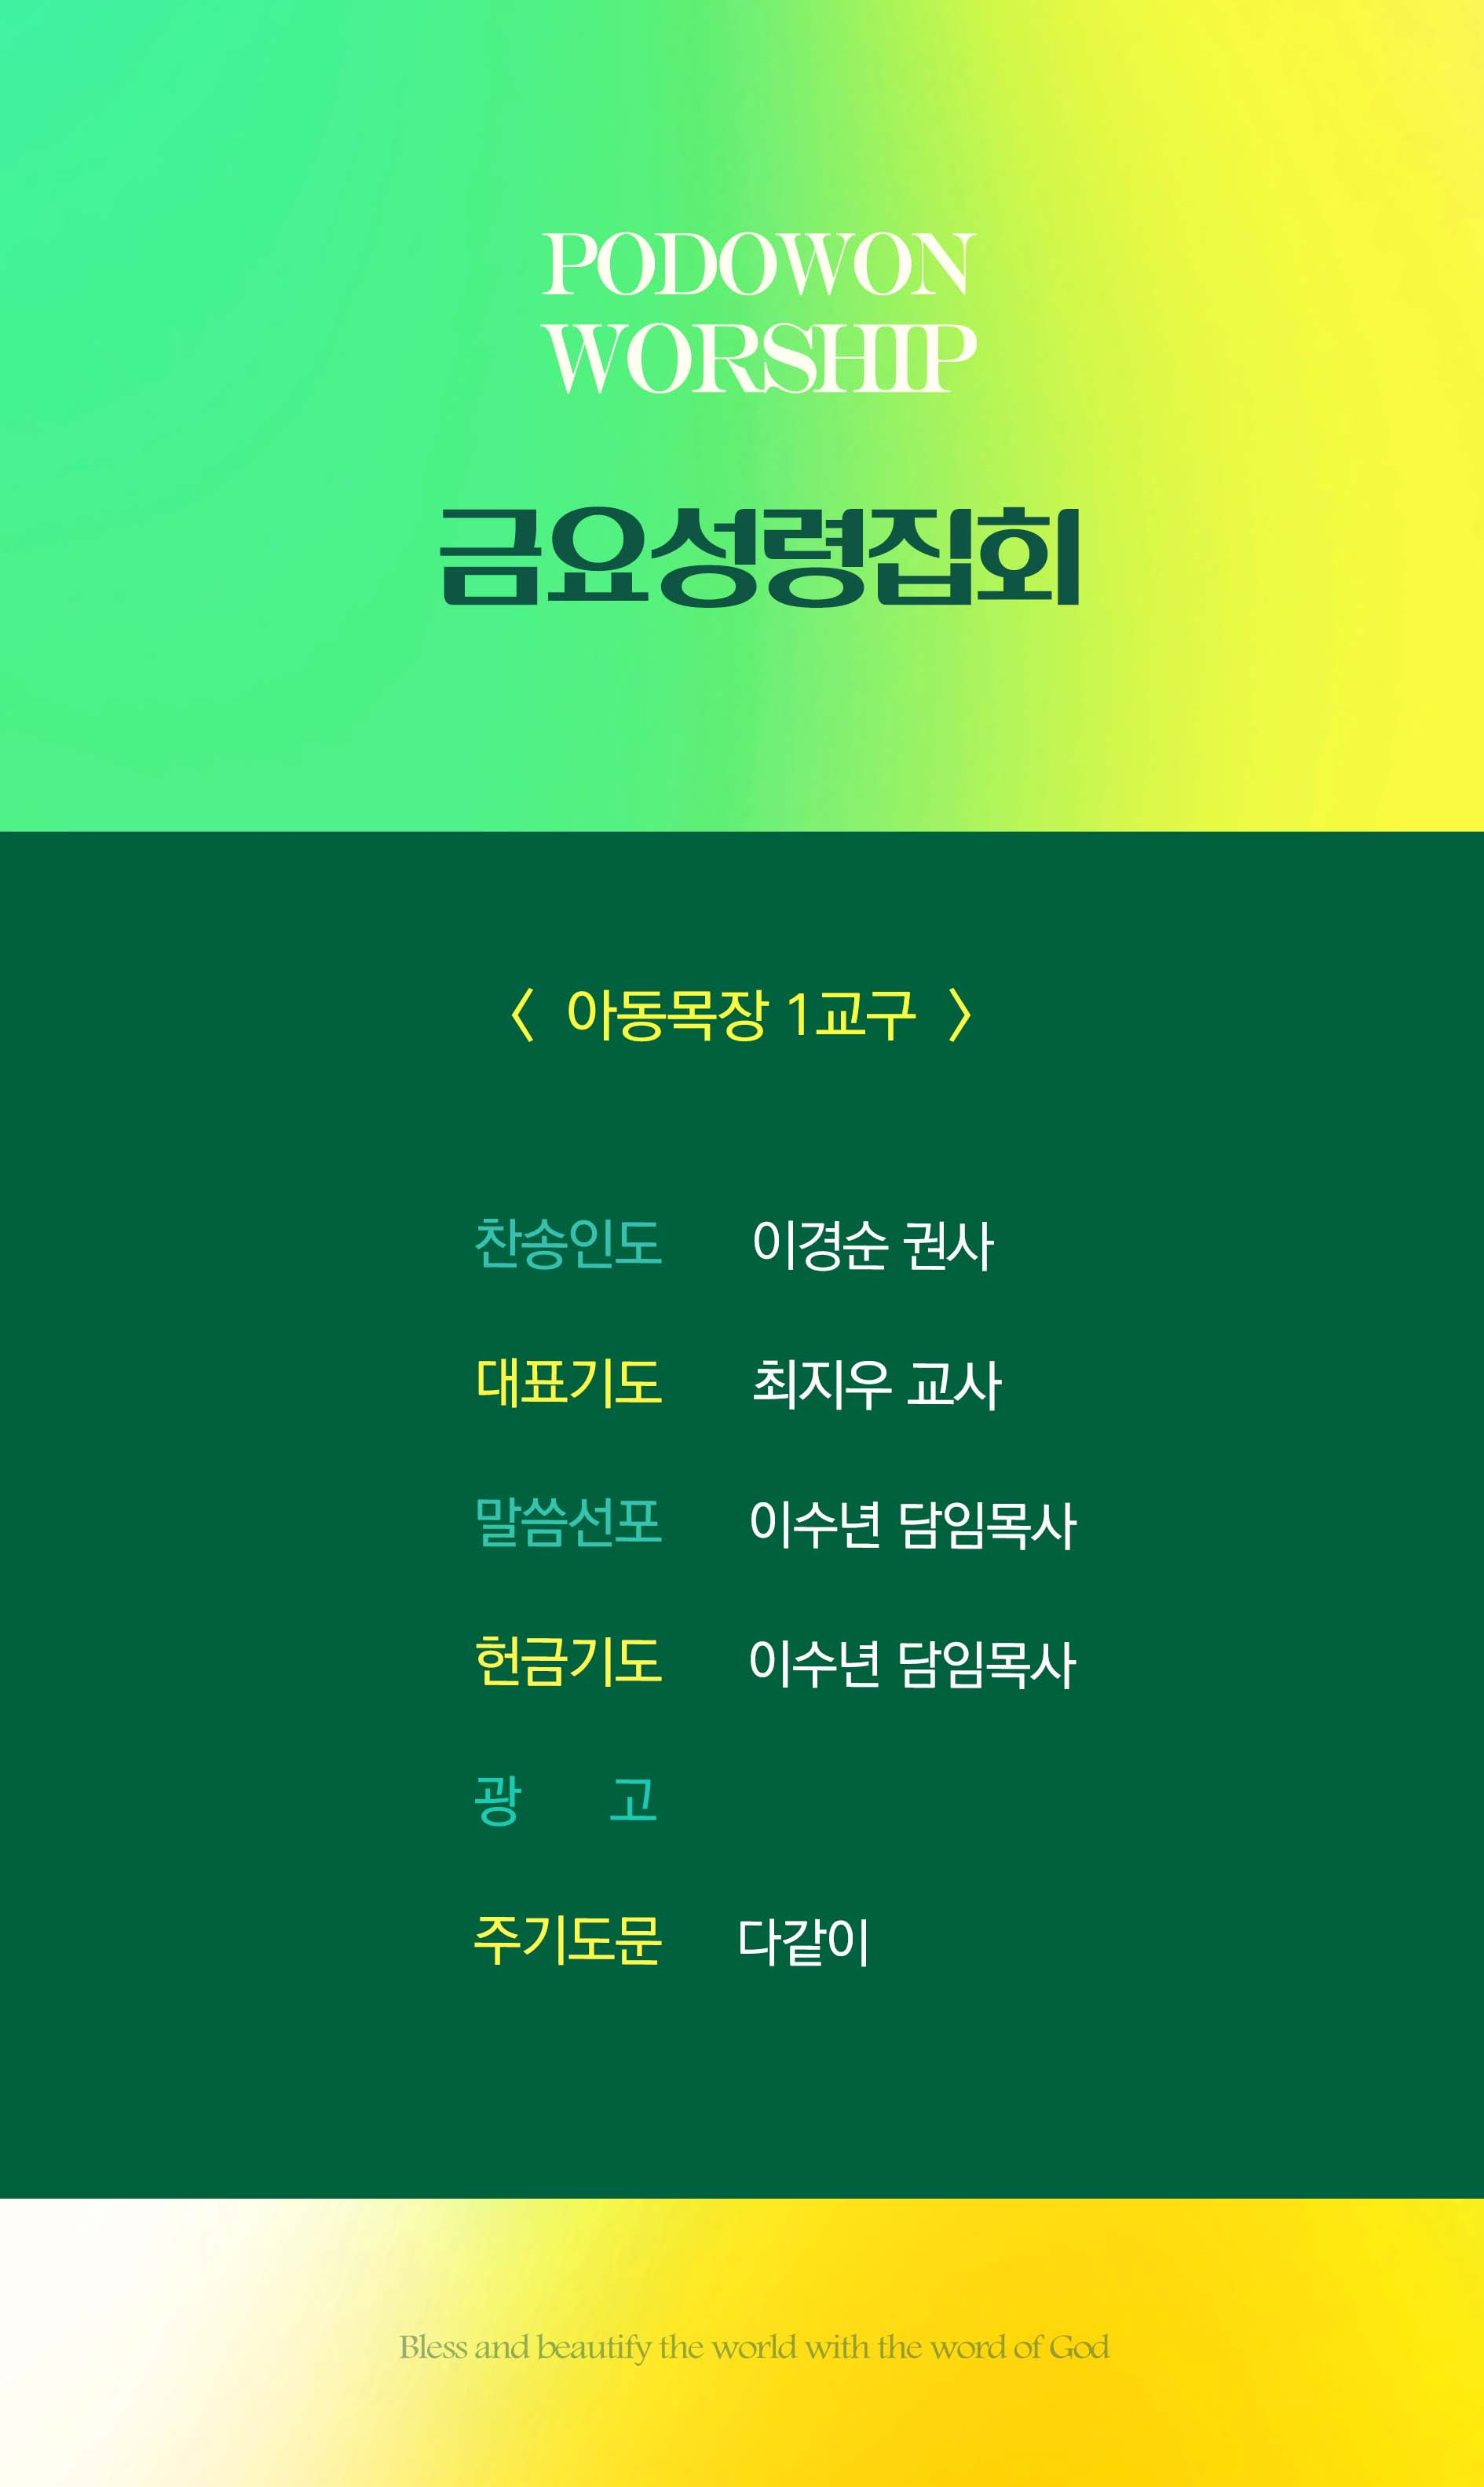 PODOWON
WORSHIP
금요성령집회
〈 아동목장 1교구 〉
찬송인도 이경순 권사
대표기도 최지우 교사
말씀선포 이수년 담임목사
헌금기도 이수년 담임목사
광 고
주기도문 다같이
Bless and beautify the world with the word of God